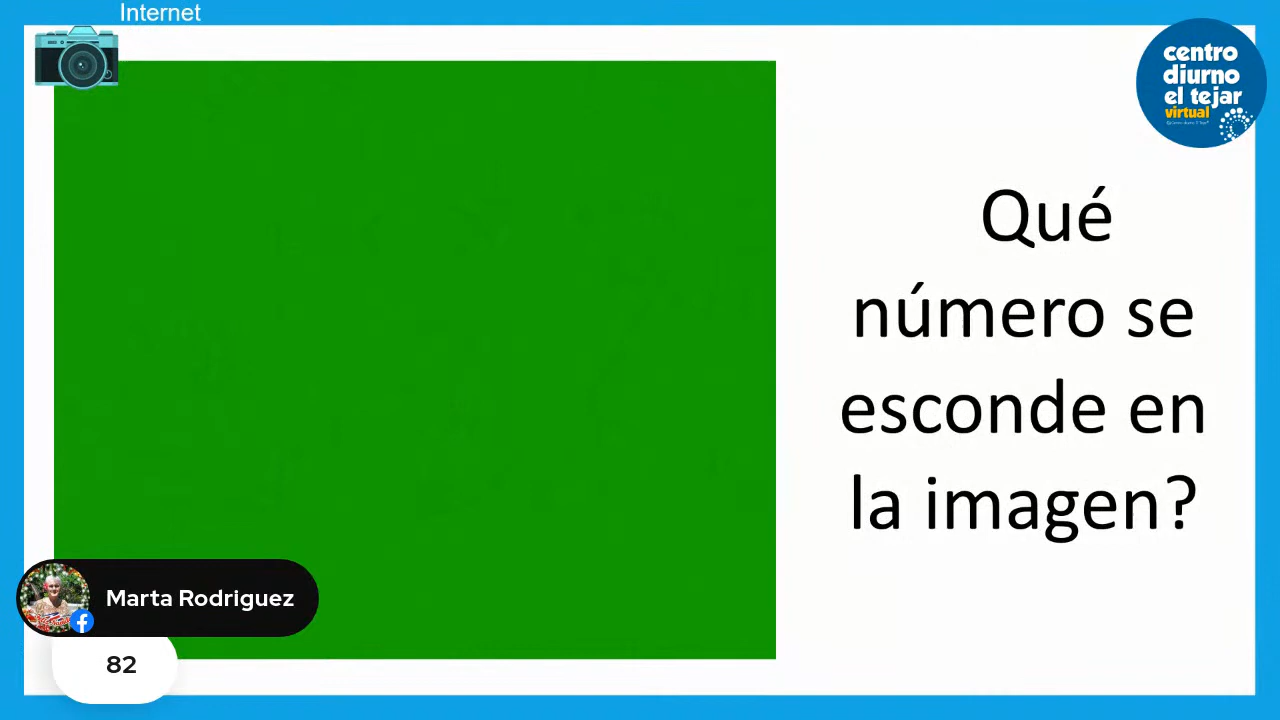 Internet
centro
diurno
el tejar
virtual
Qué
número se
esconde en
la imagen?
Marta Rodriguez
82